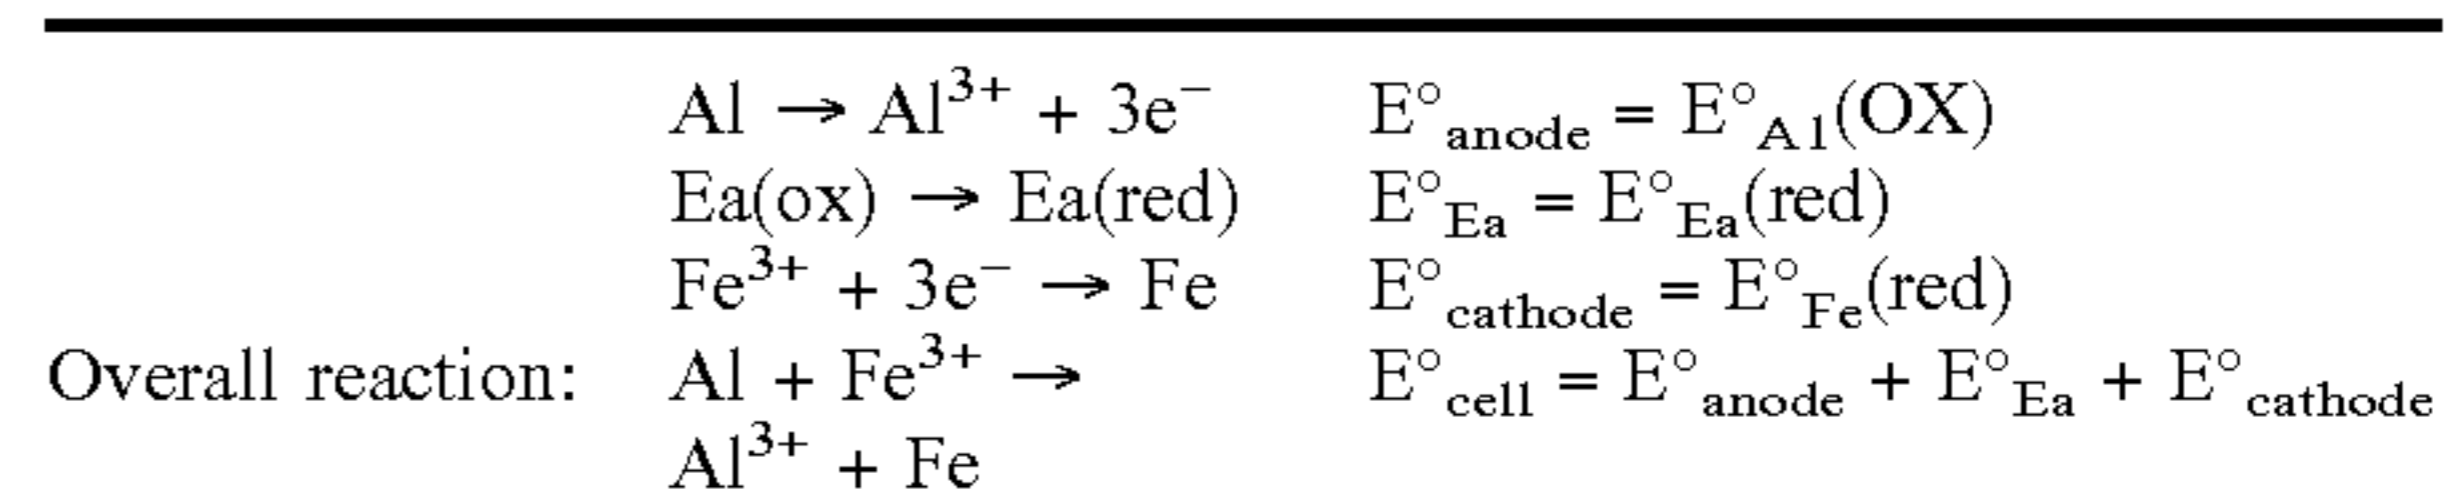 Al → Al³⁺ + 3e⁻ E°anode = E°Al(OX)
Ea(ox) → Ea(red) E°Ea = E°Ea(red)
Fe³⁺ + 3e⁻ → Fe E°cathode = E°Fe(red)
Overall reaction: Al + Fe³⁺ → E°cell = E°anode + E°Ea + E°cathode
Al³⁺ + Fe